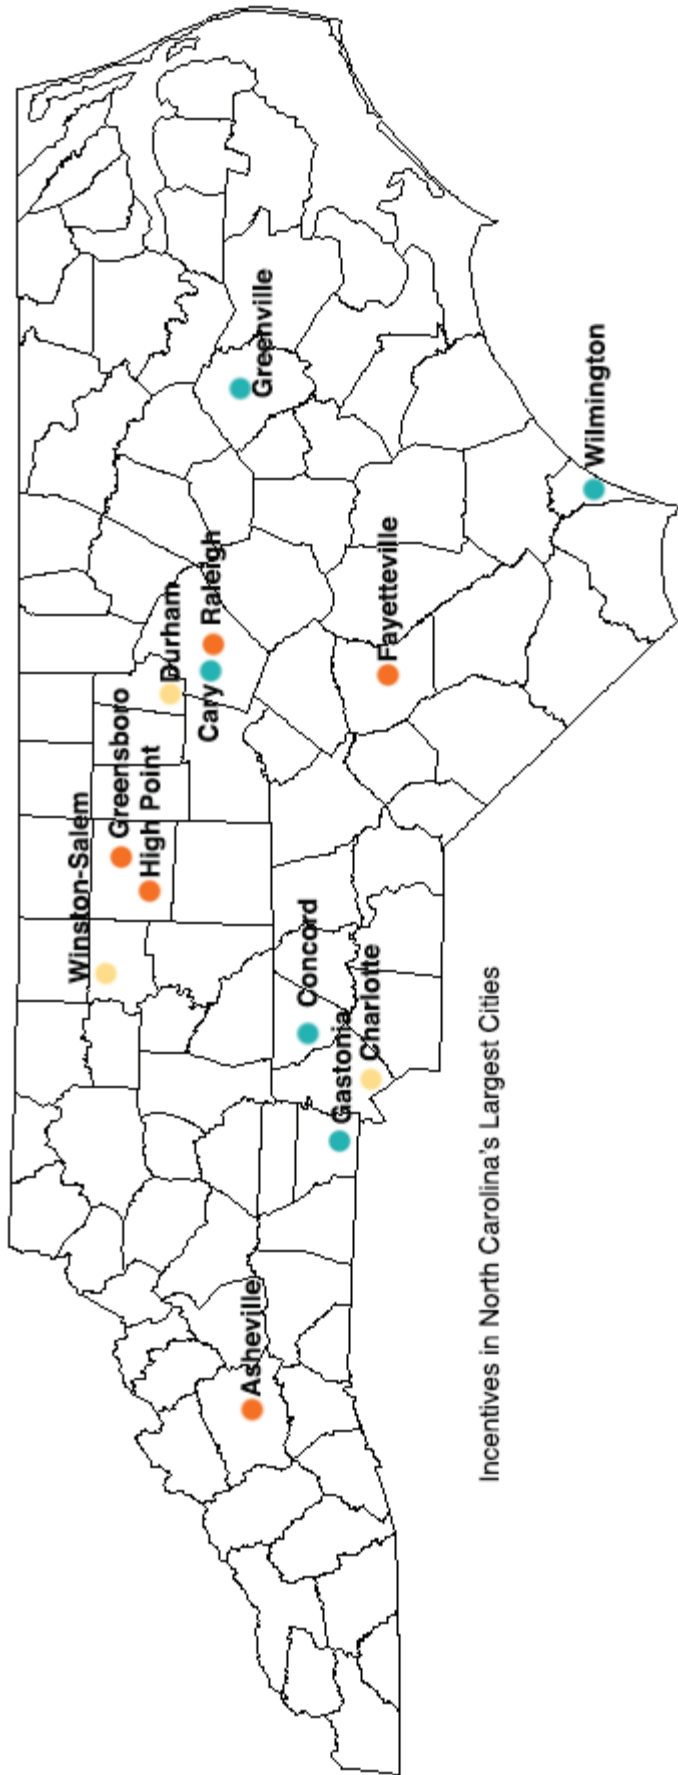 Winston-Salem
Greensboro
High Point
Durham
Raleigh
Cary
Greenville
Asheville
Concord
Gastonia
Charlotte
Fayetteville
Wilmington
Incentives in North Carolina's Largest Cities